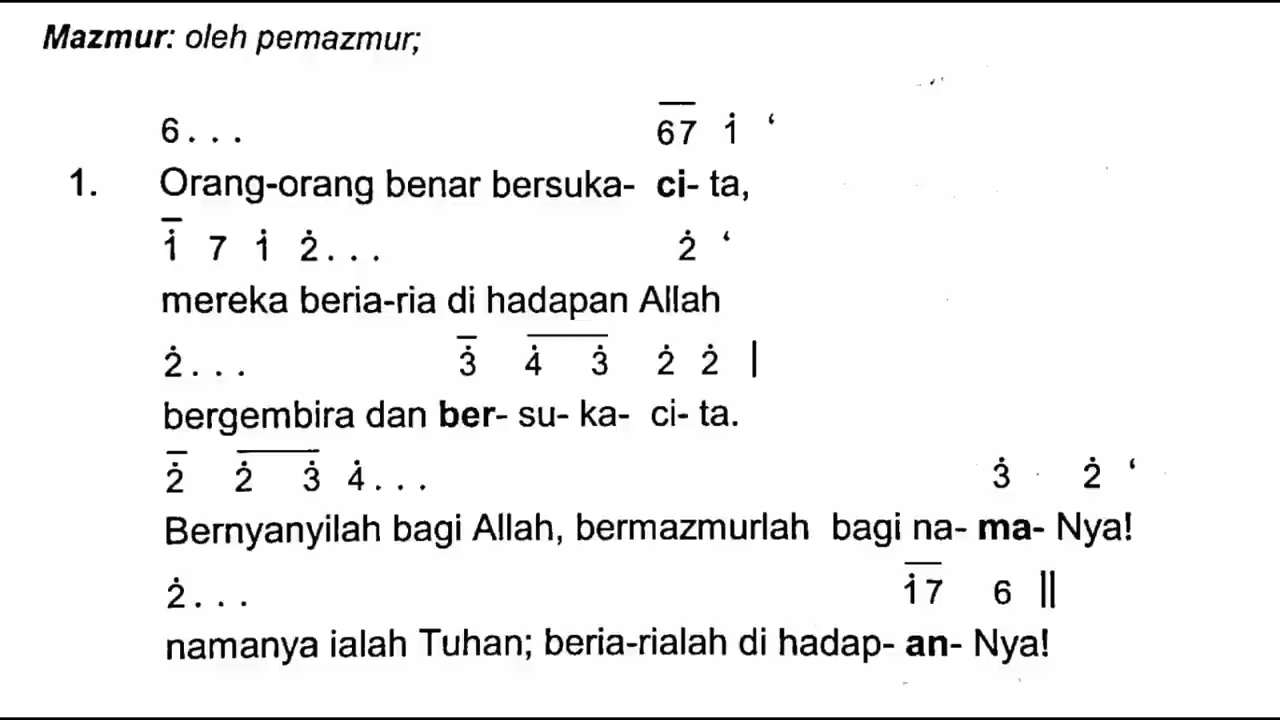 Mazmur: oleh pemazmur;
6... 67 i̇ ‘
1. Orang-orang benar bersuka- ci- ta,
1̇ 7 1̇ 2̇... 2̇ ‘
mereka beria-ria di hadapan Allah
2̇... 3̇ 4̇ 3̇ 2̇ 2̇ |
bergembira dan ber- su- ka- ci- ta.
2̇ 2̇ 3̇ 4̇... 3̇ 2̇ ‘
Bernyanyilah bagi Allah, bermazmurlah bagi na- ma- Nya!
2̇... 1̇7 6 ||
namanya ialah Tuhan; beria-rialah di hadap- an- Nya!